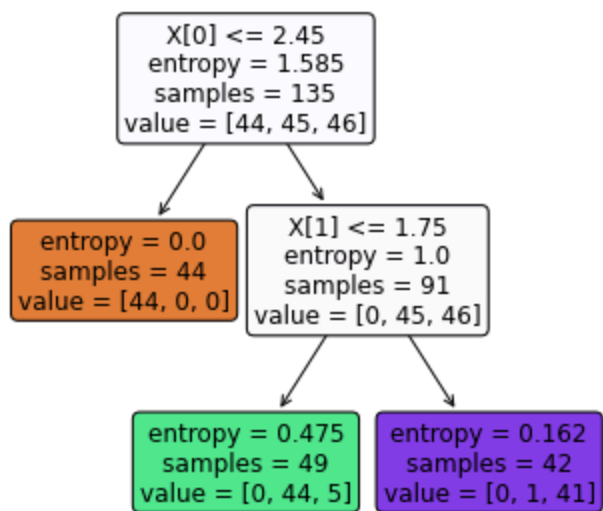 X[0] <= 2.45
entropy = 1.585
samples = 135
value = [44, 45, 46]
entropy = 0.0
samples = 44
value = [44, 0, 0]
X[1] <= 1.75
entropy = 1.0
samples = 91
value = [0, 45, 46]
entropy = 0.475
samples = 49
value = [0, 44, 5]
entropy = 0.162
samples = 42
value = [0, 1, 41]